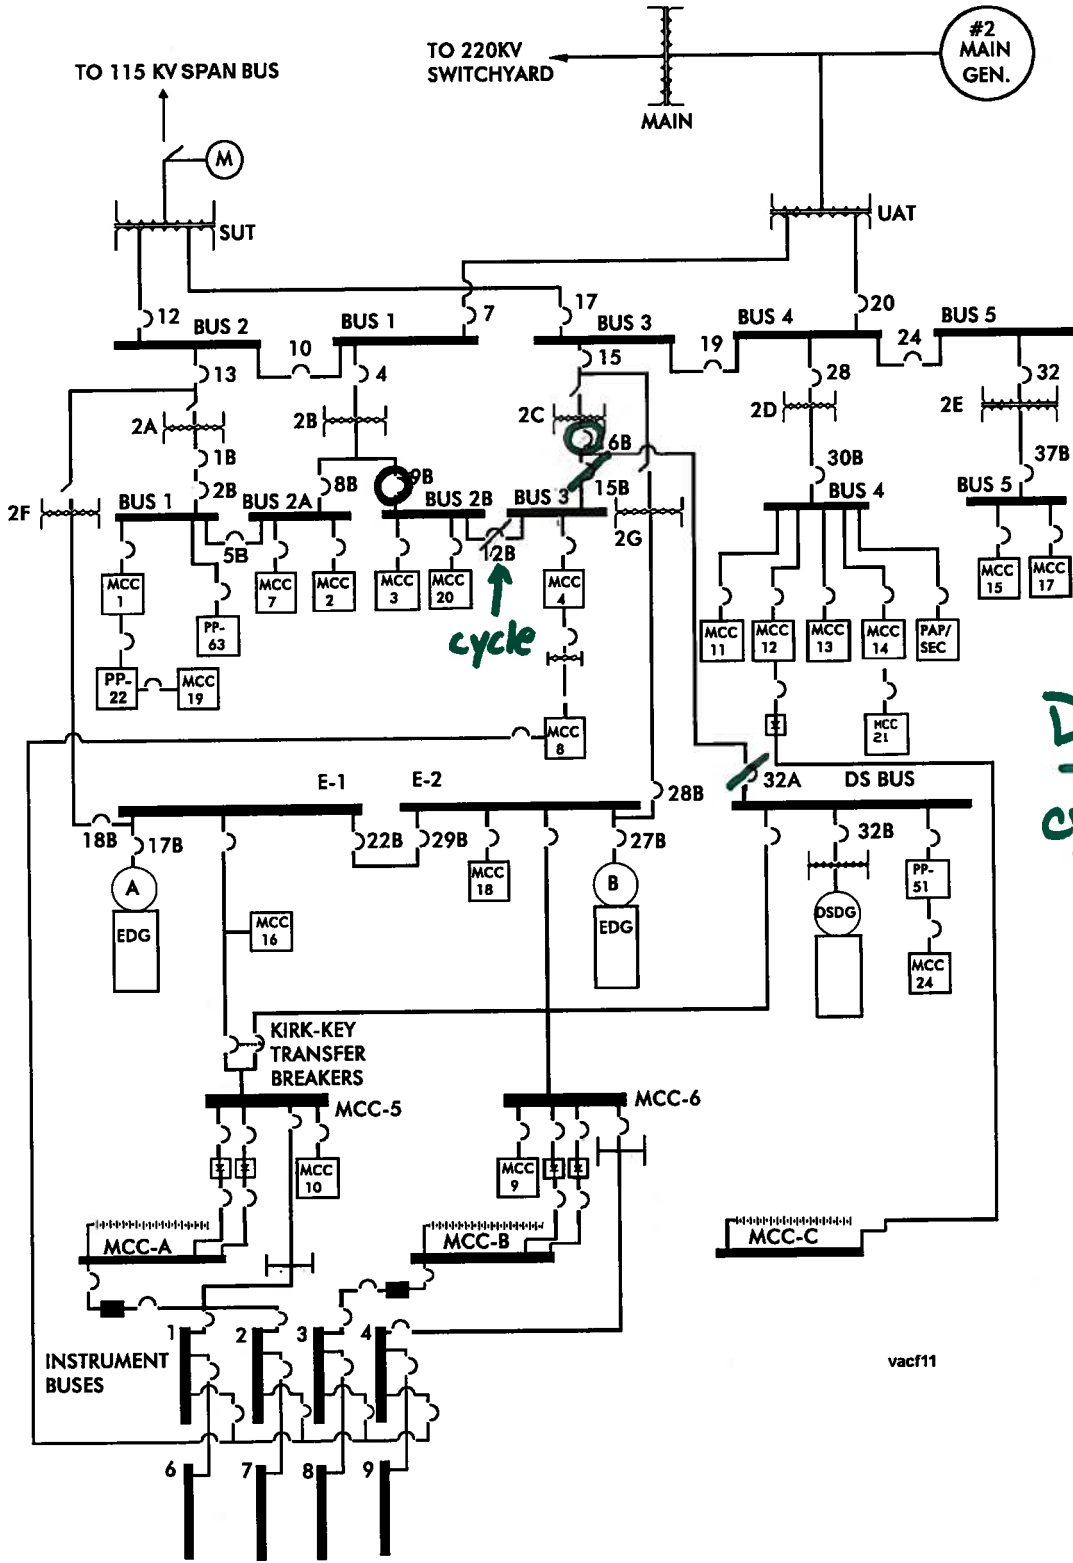 TO 115 KV SPAN BUS
TO 220KV
SWITCHYARD
#2
MAIN
GEN.
MAIN
M
SUT
UAT
12
BUS 2
BUS 1
7
17
BUS 3
BUS 4
20
BUS 5
10
19
24
13
4
15
28
32
2A
2B
2C
2D
2E
6B
1B
8B
9B
30B
37B
2B
15B
2F
BUS 1
BUS 2A
BUS 2B
BUS 3
BUS 4
BUS 5
5B
12B
2G
MCC
1
MCC
7
MCC
2
MCC
3
MCC
20
MCC
4
MCC
15
MCC
17
cycle
PP-
63
MCC
11
MCC
12
MCC
13
MCC
14
PAP/
SEC
PP-
22
MCC
19
MCC
8
MCC
21
E-1
E-2
28B
32A
DS BUS
18B
17B
22B
29B
27B
32B
A
EDG
MCC
18
B
EDG
PP-
51
DSDG
MCC
16
MCC
24
KIRK-KEY
TRANSFER
BREAKERS
MCC-5
MCC-6
MCC
10
MCC
9
MCC-A
MCC-B
MCC-C
1
2
3
4
INSTRUMENT
BUSES
vacf11
6
7
8
9